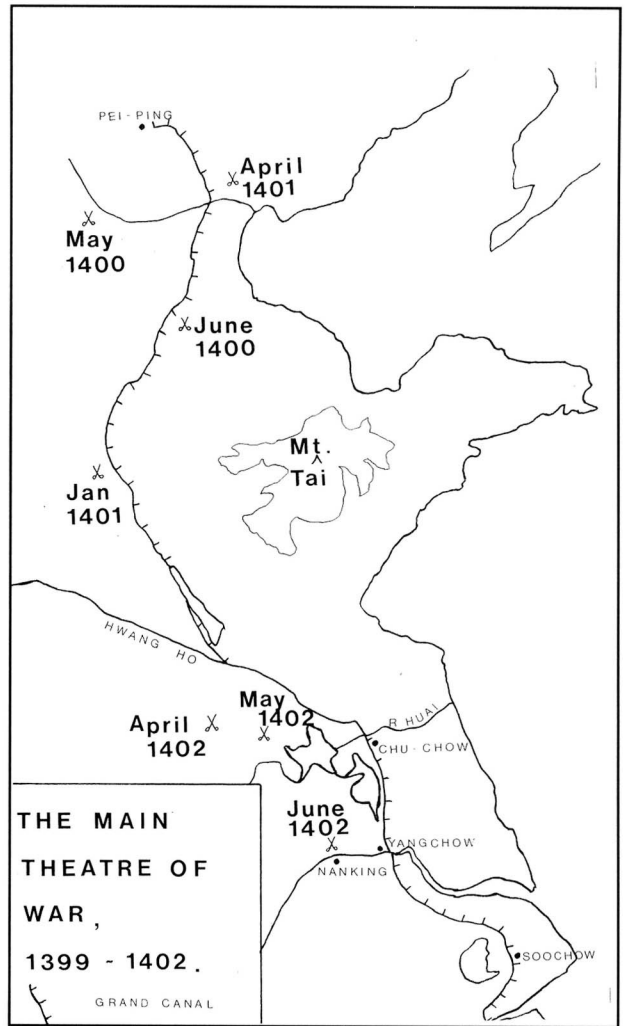 PEI-PING
April
1401
May
1400
June
1400
Mt.
Tai
Jan
1401
HWANG HO
May
1402
April
1402
R HUAI
CHU-CHOW
June
1402
YANGCHOW
NANKING
THE MAIN
THEATRE OF
WAR,
1399 - 1402.
SOOCHOW
GRAND CANAL